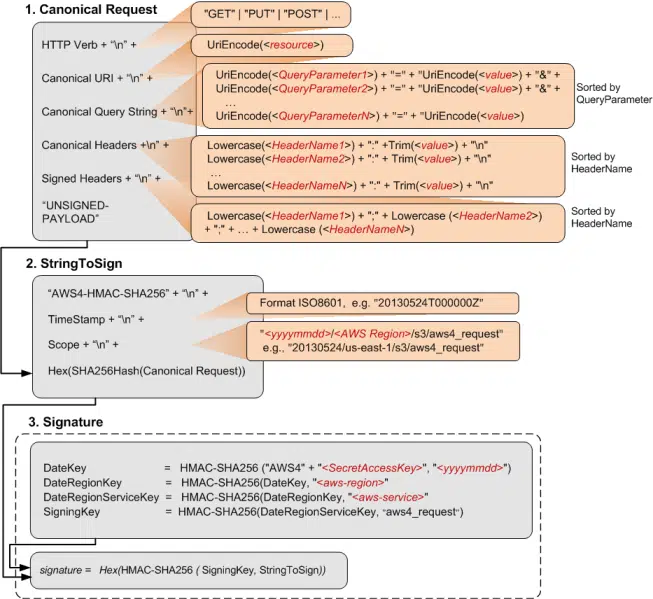 1. Canonical Request
"GET" | "PUT" | "POST" | ...
HTTP Verb + “\n” +
UriEncode(<resource>)
Canonical URI + “\n” +
UriEncode(<QueryParameter1>) + "=" + "UriEncode(<value>) + "&" +
UriEncode(<QueryParameter2>) + "=" + "UriEncode(<value>) + "&" +
...
UriEncode(<QueryParameterN>) + "=" + "UriEncode(<value>)
Sorted by
QueryParameter
Canonical Query String + “\n”+
Canonical Headers +\n” +
Lowercase(<HeaderName1>) + ":" +Trim(<value>) + "\n"
Lowercase(<HeaderName2>) + ":" + Trim(<value>) + "\n"
...
Lowercase(<HeaderNameN>) + ":" + Trim(<value>) + "\n"
Sorted by
HeaderName
Signed Headers + “\n” +
“UNSIGNED-
PAYLOAD”
Lowercase(<HeaderName1>) + ";" + Lowercase (<HeaderName2>)
+ ";" + ... + Lowercase (<HeaderNameN>)
Sorted by
HeaderName
2. StringToSign
“AWS4-HMAC-SHA256” + “\n” +
Format ISO8601, e.g. "20130524T000000Z"
TimeStamp + “\n” +
"<yyyymmdd>/<AWS Region>/s3/aws4_request"
e.g., "20130524/us-east-1/s3/aws4_request"
Scope + “\n” +
Hex(SHA256Hash(Canonical Request))
3. Signature
DateKey = HMAC-SHA256 ("AWS4" + "<SecretAccessKey>", "<yyyymmdd>")
DateRegionKey = HMAC-SHA256(DateKey, "<aws-region>"
DateRegionServiceKey = HMAC-SHA256(DateRegionKey, "<aws-service>"
SigningKey = HMAC-SHA256(DateRegionServiceKey, "aws4_request")
signature = Hex(HMAC-SHA256 ( SigningKey, StringToSign))